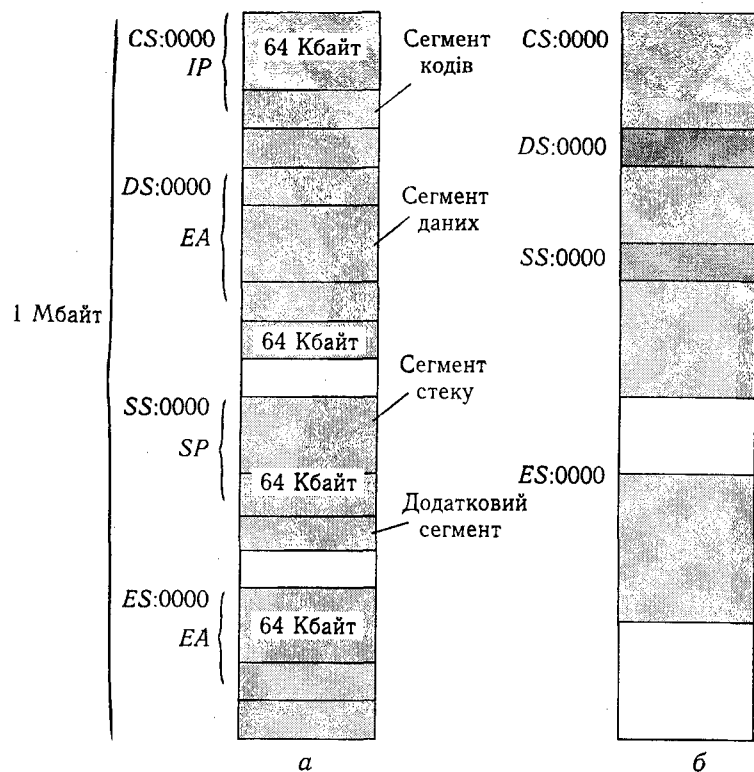 CS:0000
IP
64 Кбайт
Сегмент
кодів
DS:0000
EA
Сегмент
даних
1 Мбайт
64 Кбайт
SS:0000
SP
Сегмент
стеку
64 Кбайт
Додатковий
сегмент
ES:0000
EA
64 Кбайт
а
CS:0000
DS:0000
SS:0000
ES:0000
б